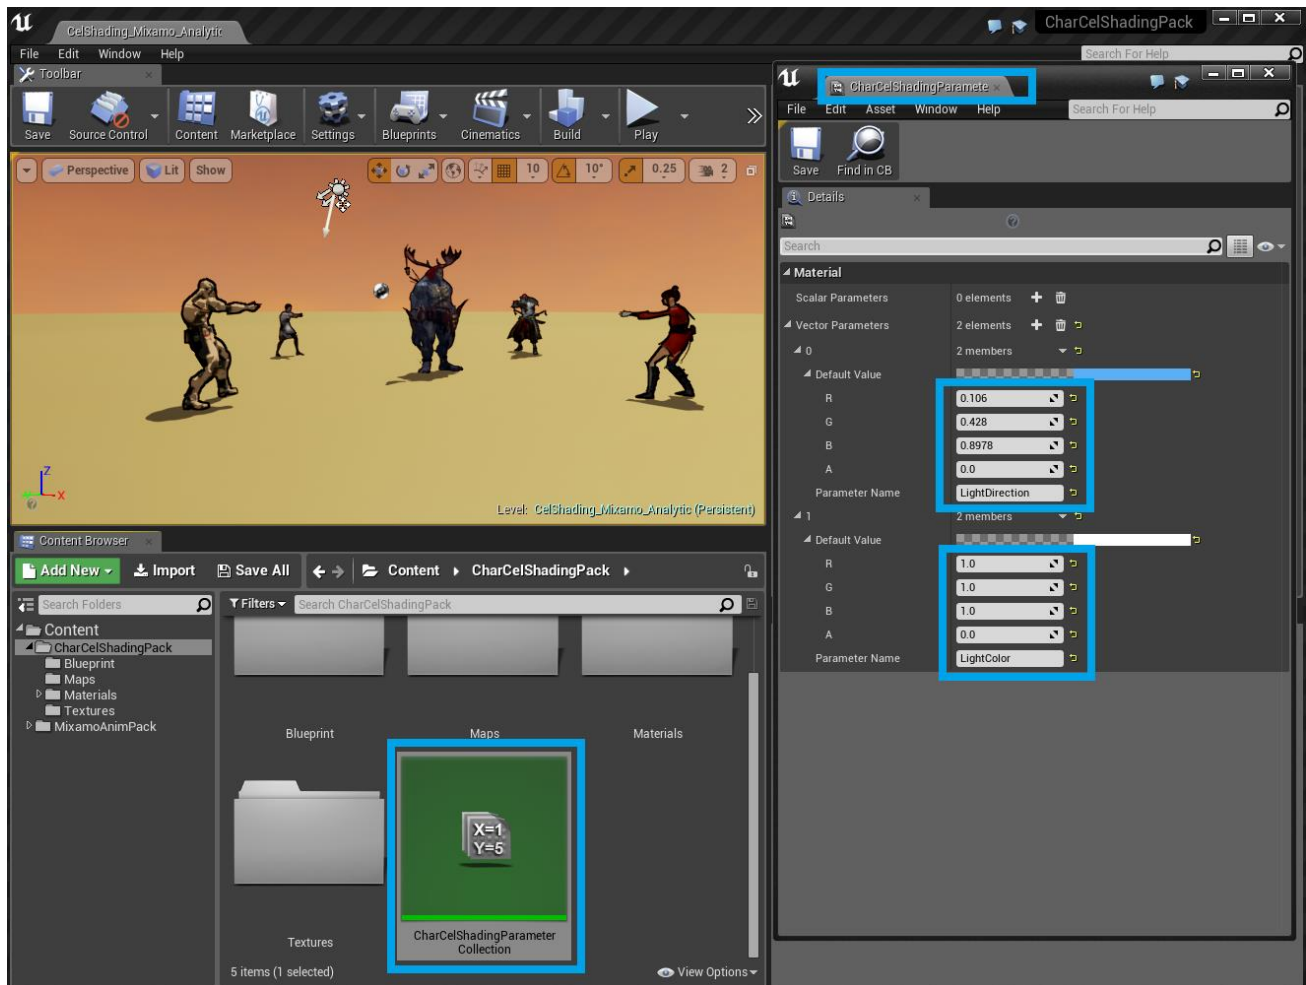 CelShading_Mixamo_Analytic
CharCelShadingPack
File Edit Window Help
Search For Help
Toolbar
Save Source Control Content Marketplace Settings Blueprints Cinematics Build Play
Perspective Lit Show 10 10° 0.25 2
Z
X
Level: CelShading_Mixamo_Analytic (Persistent)
Content Browser
Add New Import Save All Content CharCelShadingPack
Search Folders
Filters Search CharCelShadingPack
Content
CharCelShadingPack
Blueprint
Maps
Materials
Textures
MixamoAnimPack
Blueprint Maps Materials
X=1
Y=5
Textures
CharCelShadingParameter
Collection
5 items (1 selected)
View Options
CharCelShadingParamete
File Edit Asset Window Help
Search For Help
Save Find in CB
Details
Search
Material
Scalar Parameters 0 elements
Vector Parameters 2 elements
0 2 members
Default Value
R 0.106
G 0.428
B 0.8978
A 0.0
Parameter Name LightDirection
1 2 members
Default Value
R 1.0
G 1.0
B 1.0
A 0.0
Parameter Name LightColor